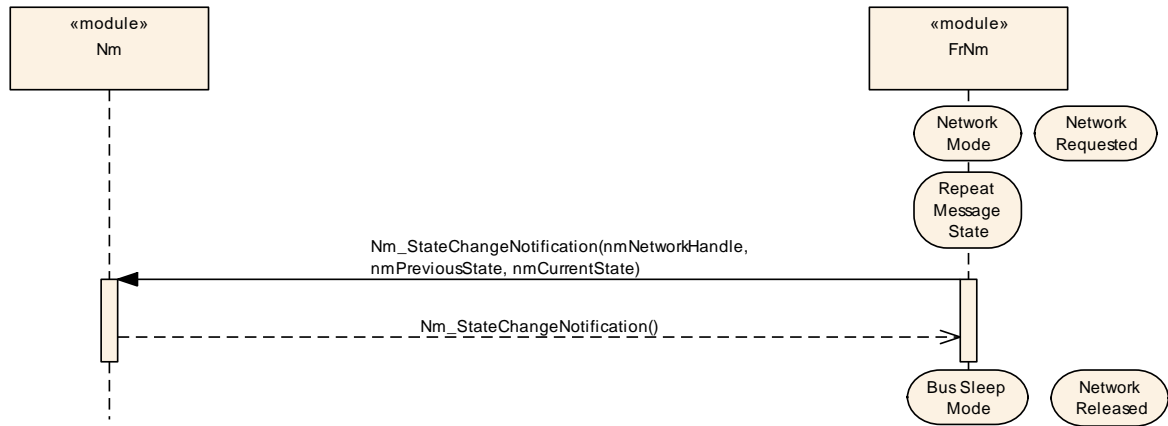 «module»
Nm
«module»
FrNm
Network
Mode
Network
Requested
Repeat
Message
State
Nm_StateChangeNotification(nmNetworkHandle,
nmPreviousState, nmCurrentState)
Nm_StateChangeNotification()
Bus Sleep
Mode
Network
Released